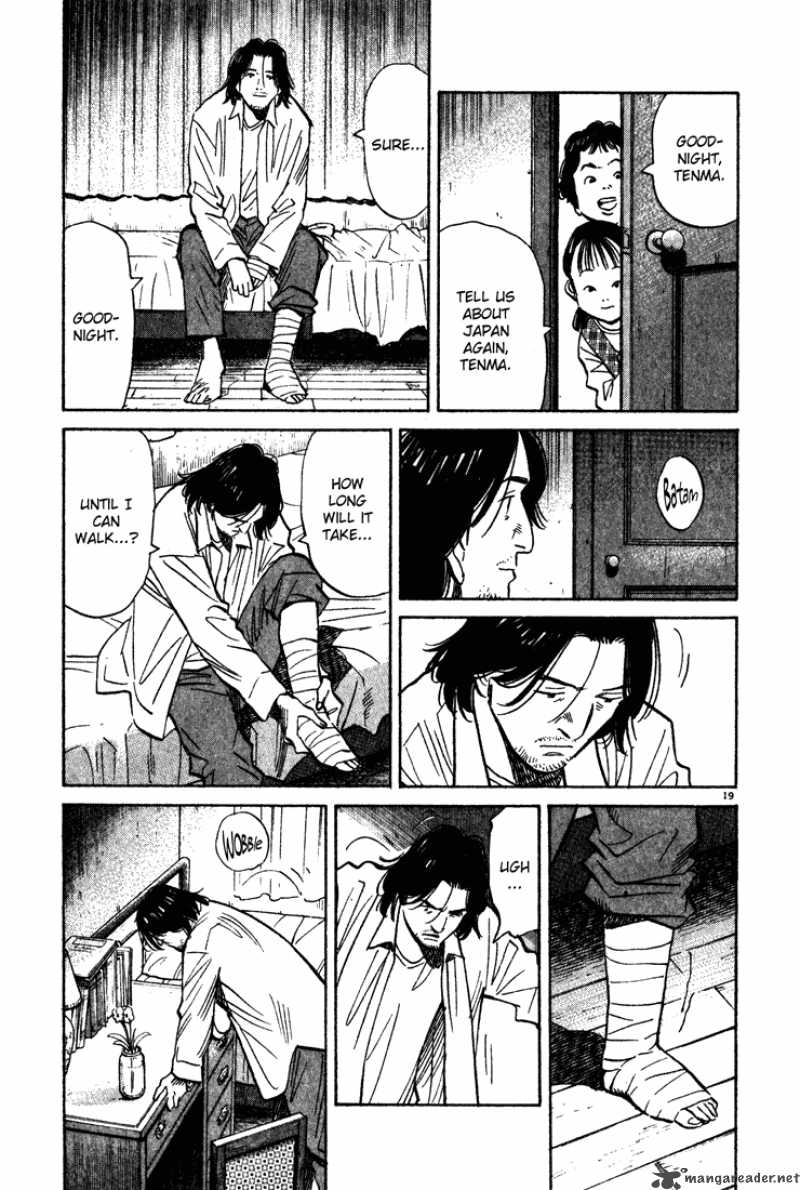 GOOD-
NIGHT,
TENMA.
TELL US
ABOUT
JAPAN
AGAIN,
TENMA.
SURE...
GOOD-
NIGHT.
Batam
HOW
LONG
WILL IT
TAKE...
UNTIL I
CAN
WALK...?
19
UGH
...
WOBBLE
mangareader.net